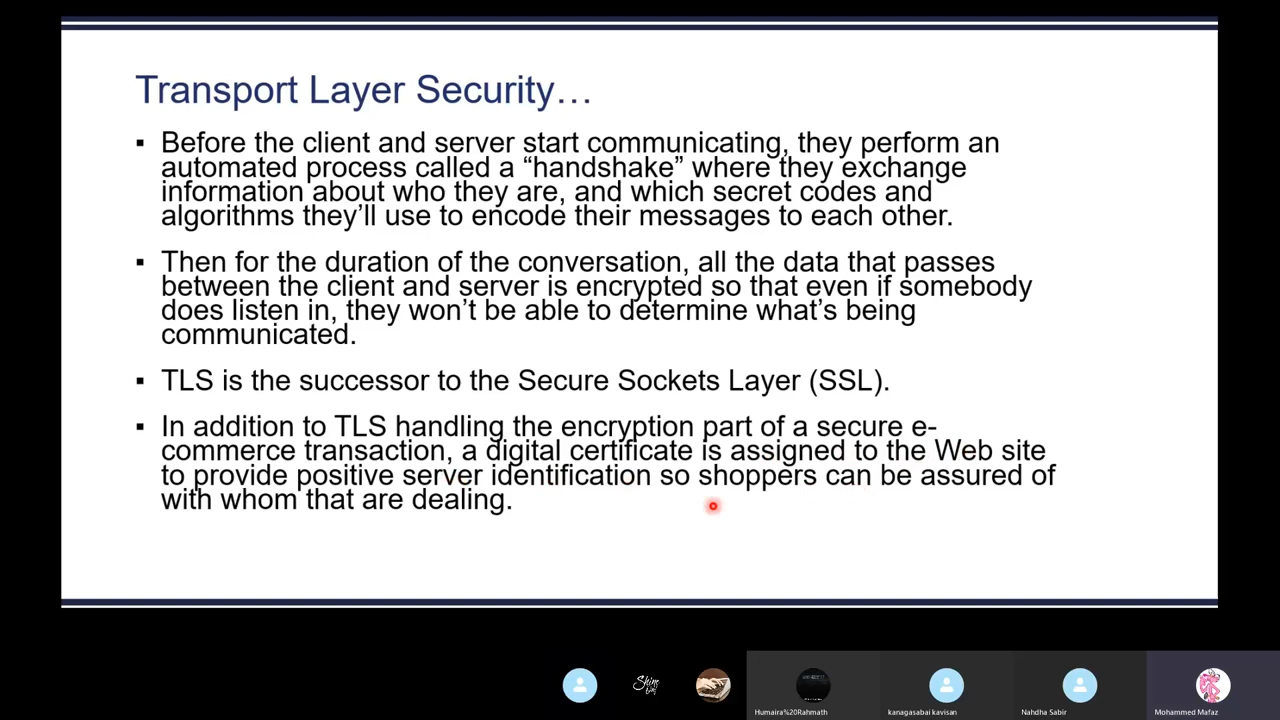 Transport Layer Security…
▪ Before the client and server start communicating, they perform an
automated process called a “handshake” where they exchange
information about who they are, and which secret codes and
algorithms they’ll use to encode their messages to each other.
▪ Then for the duration of the conversation, all the data that passes
between the client and server is encrypted so that even if somebody
does listen in, they won’t be able to determine what’s being
communicated.
▪ TLS is the successor to the Secure Sockets Layer (SSL).
▪ In addition to TLS handling the encryption part of a secure e-
commerce transaction, a digital certificate is assigned to the Web site
to provide positive server identification so shoppers can be assured of
with whom that are dealing.
Humaira%20Rahmath
kanagasabai kavisan
Nahdha Sabir
Mohammed Mafaz